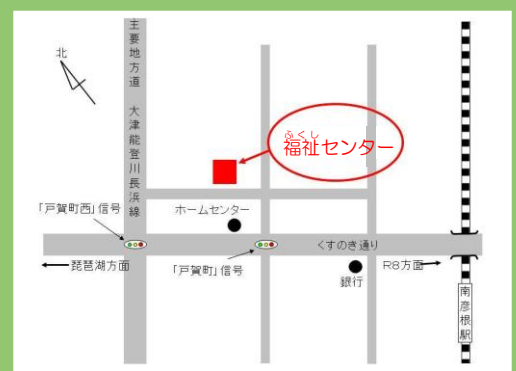 北
主要地方道 大津能登川長浜線
ふくし
福祉センター
「戸賀町西」信号
ホームセンター
くすのき通り
琵琶湖方面
「戸賀町」信号
銀行
R8方面
南彦根駅